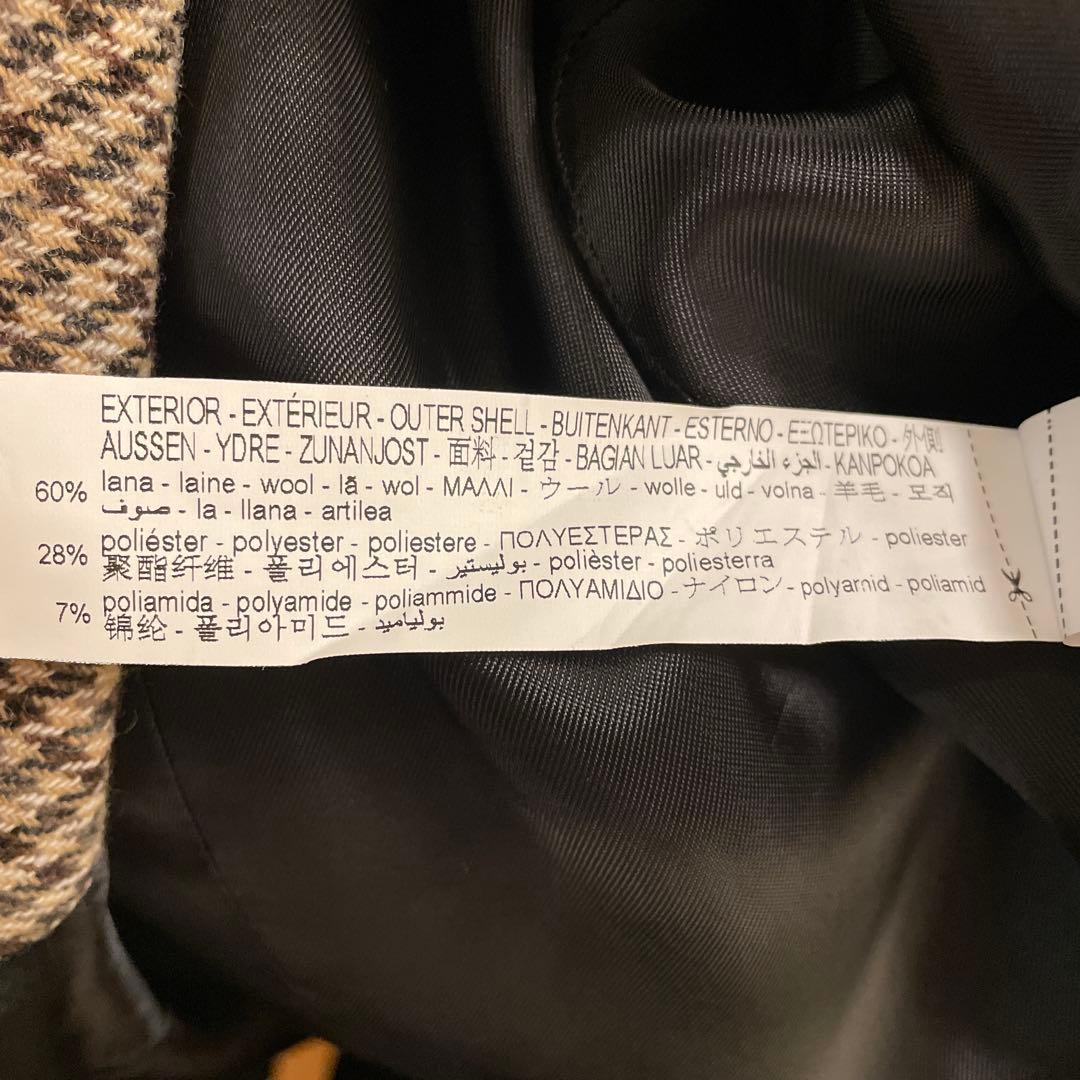 EXTERIOR - EXTÉRIEUR - OUTER SHELL - BUITENKANT - ESTERNO - ΕΞΩΤΕΡΙΚΟ - 外側
AUSSEN - YDRE - ZUNANJOST - 面料 - 겉감 - BAGIAN LUAR - الجزء الخارجي - KANPOKOA
60% lana - laine - wool - lã - wol - ΜΑΛΛΙ - ウール - wolle - uld - volna - 羊毛 - 모직
صوف - la - llana - artilea
28% poliéster - polyester - poliestere - ΠΟΛΥΕΣΤΕΡΑΣ - ポリエステル - poliester
聚酯纤维 - 폴리에스터 - بوليستير - polièster - poliesterra
7% poliamida - polyamide - poliammide - ΠΟΛΥΑΜΙΔΙΟ - ナイロン - polyamid - poliamid
锦纶 - 폴리아미드 - بولياميد